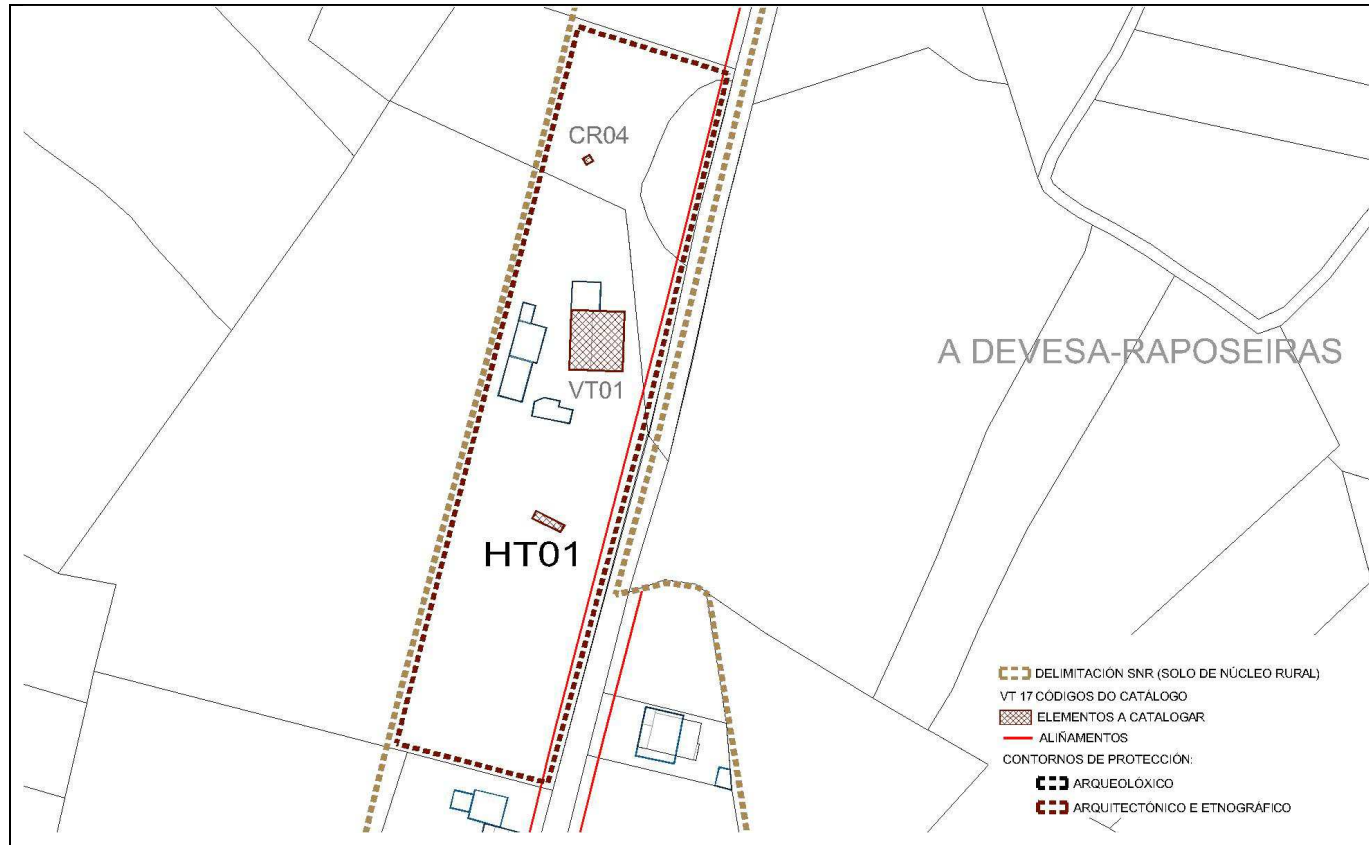 CR04
A DEVESA-RAPOSEIRAS
VT01
HT01
DELIMITACIÓN SNR (SOLO DE NÚCLEO RURAL)
VT 17 CÓDIGOS DO CATÁLOGO
ELEMENTOS A CATALOGAR
ALIÑAMENTOS
CONTORNOS DE PROTECCIÓN:
ARQUEOLÓXICO
ARQUITECTÓNICO E ETNOGRÁFICO